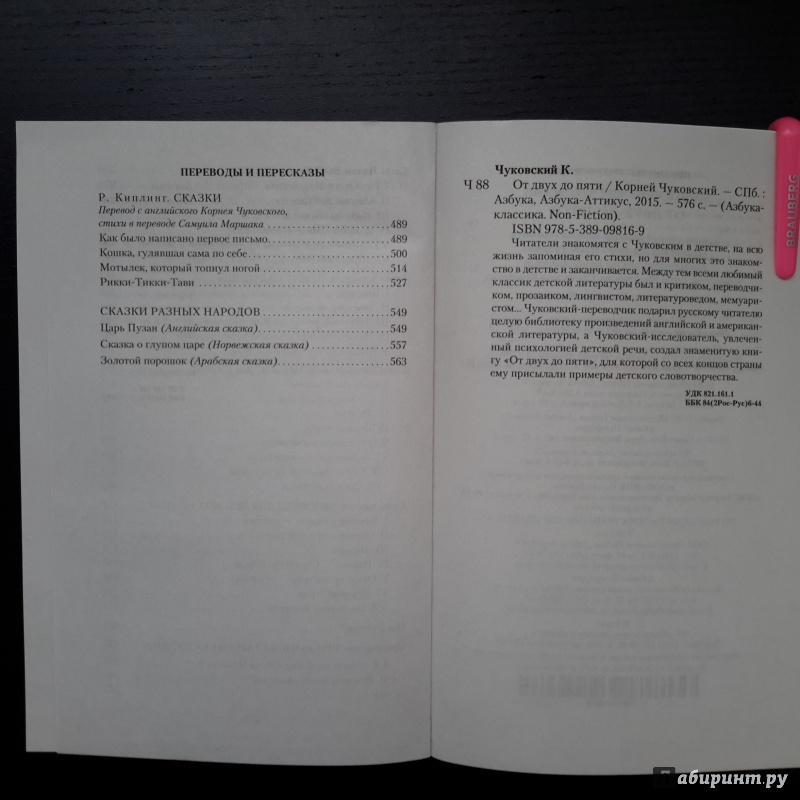 ПЕРЕВОДЫ И ПЕРЕСКАЗЫ
Р. Киплинг. СКАЗКИ
Перевод с английского Корнея Чуковского,
стихи в переводе Самуила Маршака 489
Как было написано первое письмо 489
Кошка, гулявшая сама по себе 500
Мотылек, который топнул ногой 514
Рикки-Тикки-Тави 527
СКАЗКИ РАЗНЫХ НАРОДОВ 549
Царь Пузан (Английская сказка) 549
Сказка о глупом царе (Норвежская сказка) 557
Золотой порошок (Арабская сказка) 563
Чуковский К.
Ч 88 От двух до пяти / Корней Чуковский. — СПб. :
Азбука, Азбука-Аттикус, 2015. — 576 с. — (Азбука-
классика. Non-Fiction).
ISBN 978-5-389-09816-9
Читатели знакомятся с Чуковским в детстве, на всю
жизнь запоминая его стихи, но для многих это знаком-
ство в детстве и заканчивается. Между тем всеми любимый
классик детской литературы был и критиком, переводчи-
ком, прозаиком, лингвистом, литературоведом, мемуари-
стом... Чуковский-переводчик подарил русскому читателю
целую библиотеку произведений английской и американ-
ской литературы, а Чуковский-исследователь, увлечен-
ный психологией детской речи, создал знаменитую кни-
гу «От двух до пяти», для которой со всех концов страны
ему присылали примеры детского словотворчества.
УДК 821.161.1
ББК 84(2Рос-Рус)6-44
BRAUBERG
Лабиринт.ру